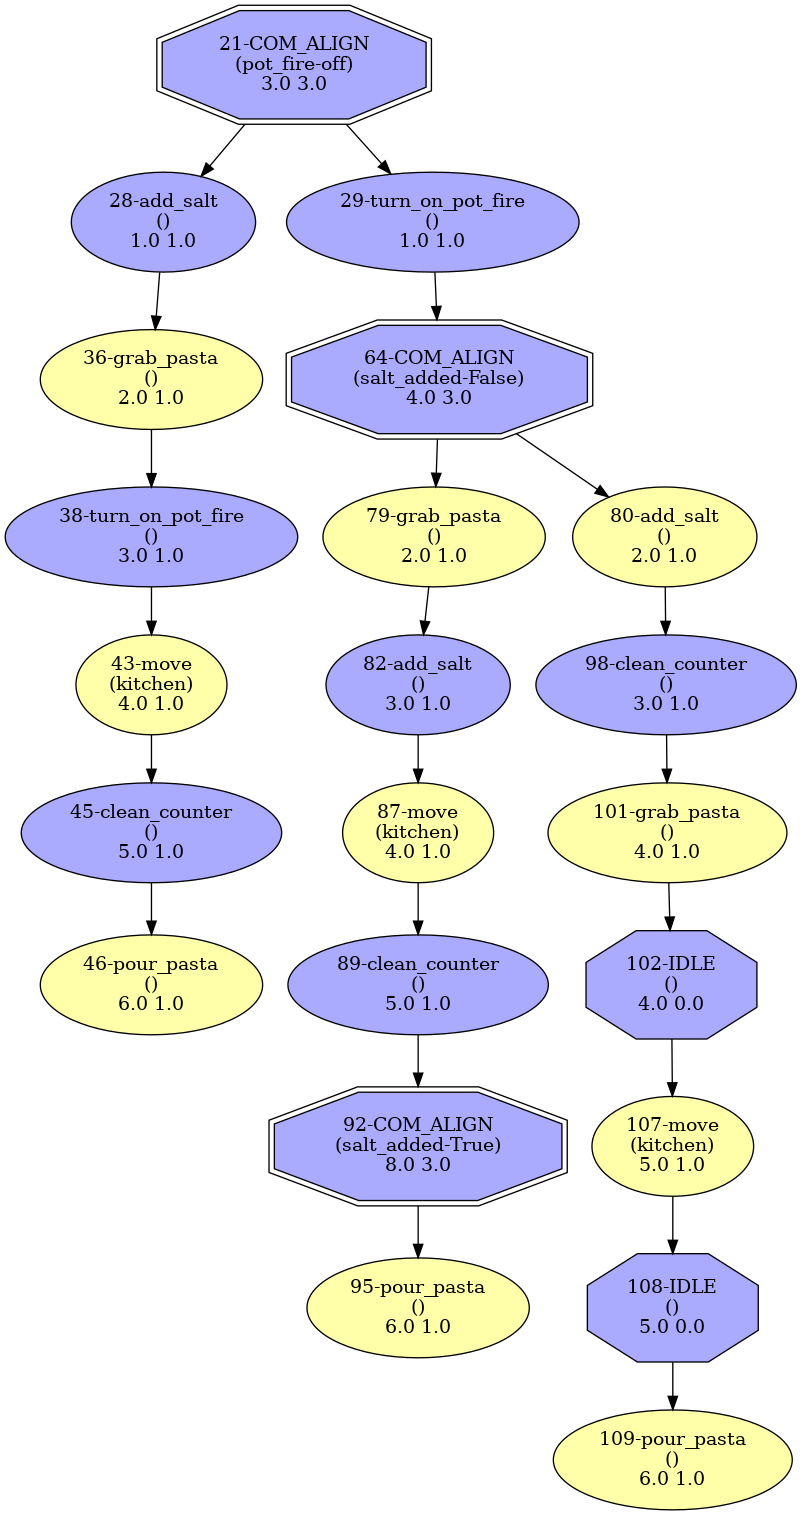 21-COM_ALIGN
(pot_fire-off)
3.0 3.0
28-add_salt
()
1.0 1.0
29-turn_on_pot_fire
()
1.0 1.0
36-grab_pasta
()
2.0 1.0
64-COM_ALIGN
(salt_added-False)
4.0 3.0
38-turn_on_pot_fire
()
3.0 1.0
79-grab_pasta
()
2.0 1.0
80-add_salt
()
2.0 1.0
43-move
(kitchen)
4.0 1.0
82-add_salt
()
3.0 1.0
98-clean_counter
()
3.0 1.0
45-clean_counter
()
5.0 1.0
87-move
(kitchen)
4.0 1.0
101-grab_pasta
()
4.0 1.0
46-pour_pasta
()
6.0 1.0
89-clean_counter
()
5.0 1.0
102-IDLE
()
4.0 0.0
92-COM_ALIGN
(salt_added-True)
8.0 3.0
107-move
(kitchen)
5.0 1.0
95-pour_pasta
()
6.0 1.0
108-IDLE
()
5.0 0.0
109-pour_pasta
()
6.0 1.0